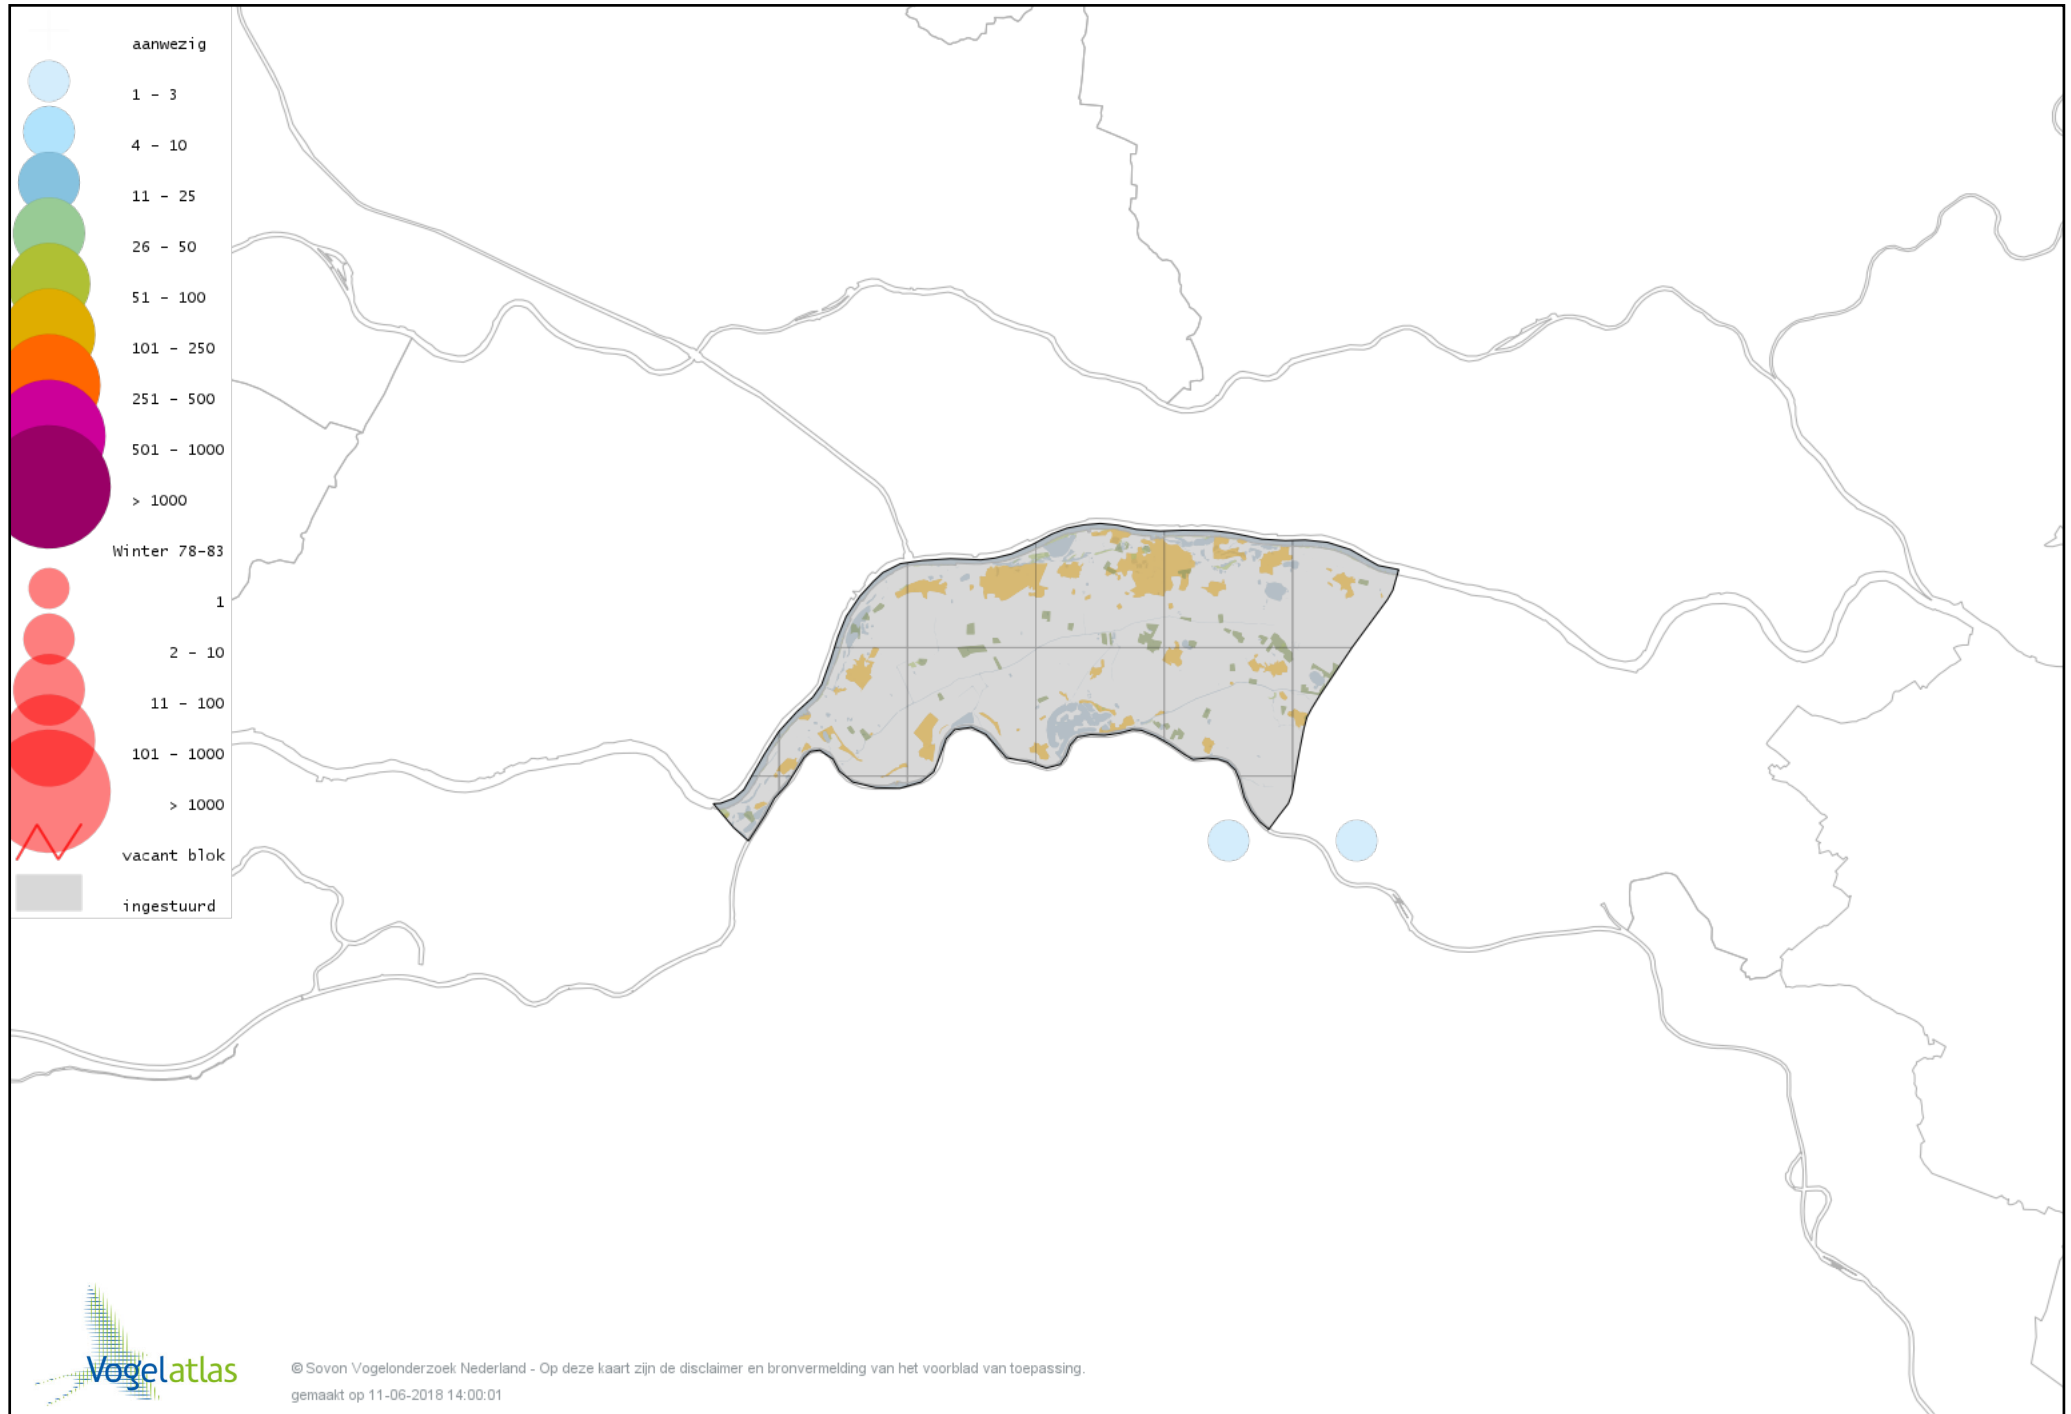 aanwezig
1 - 3
4 - 10
11 - 25
26 - 50
51 - 100
101 - 250
251 - 500
501 - 1000
> 1000
Winter 78-83
1
2 - 10
11 - 100
101 - 1000
> 1000
vacant blok
ingestuurd
Vogelatlas
© Sovon Vogelonderzoek Nederland - Op deze kaart zijn de disclaimer en bronvermelding van het voorblad van toepassing.
gemaakt op 11-06-2018 14:00:01